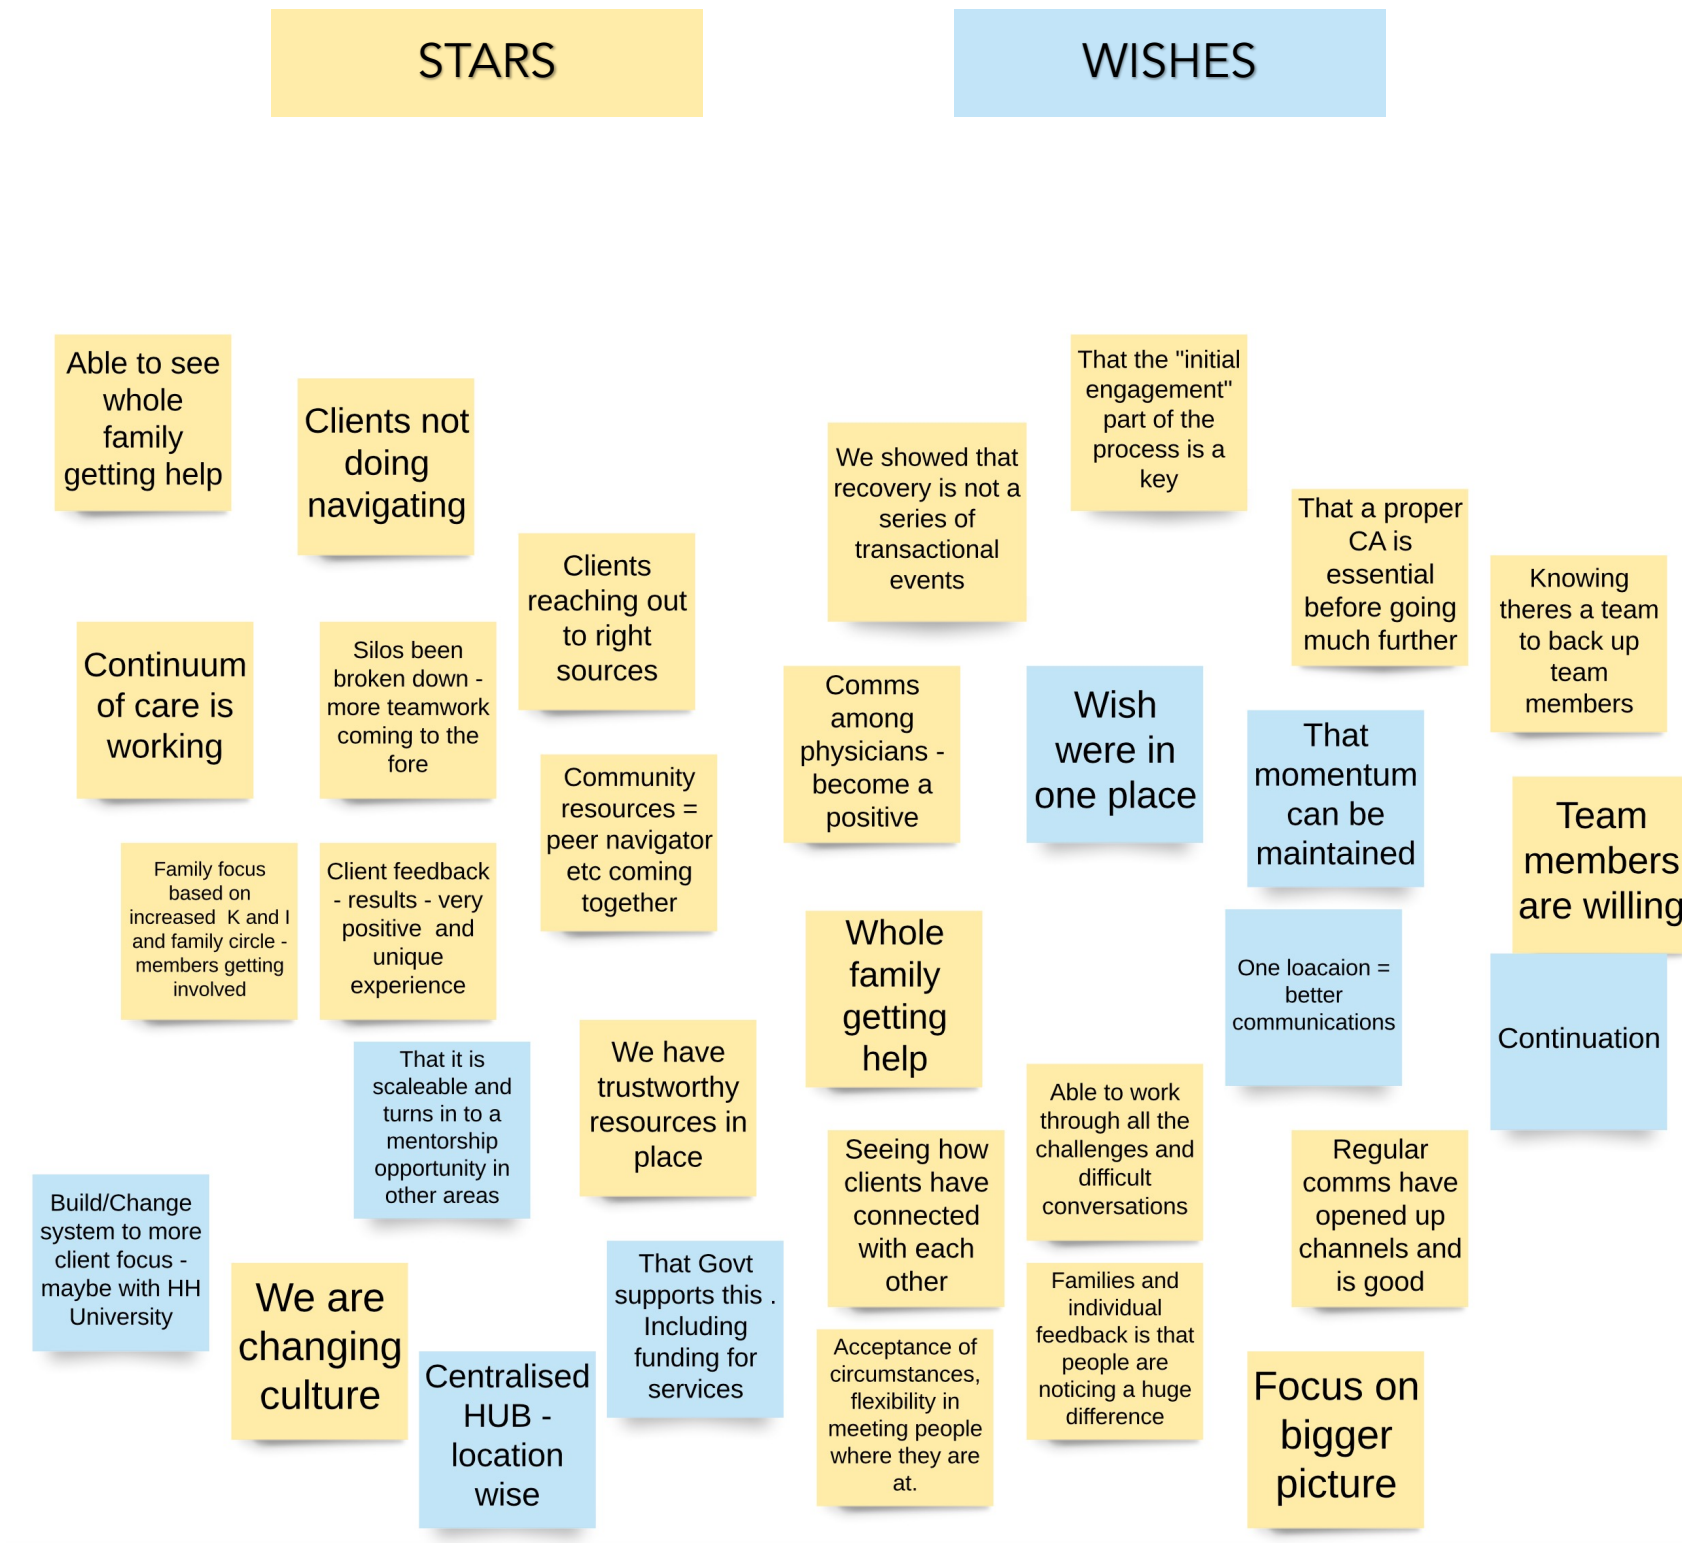 STARS
WISHES
Able to see
whole
family
getting help
Clients not
doing
navigating
Clients
reaching out
to right
sources
Continuum
of care is
working
Silos been
broken down -
more teamwork
coming to the
fore
Community
resources =
peer navigator
etc coming
together
Family focus
based on
increased K and I
and family circle -
members getting
involved
Client feedback
- results - very
positive and
unique
experience
That it is
scaleable and
turns in to a
mentorship
opportunity in
other areas
We have
trustworthy
resources in
place
Build/Change
system to more
client focus -
maybe with HH
University
We are
changing
culture
Centralised
HUB -
location
wise
That Govt
supports this .
Including
funding for
services
We showed that
recovery is not a
series of
transactional
events
That the "initial
engagement"
part of the
process is a
key
That a proper
CA is
essential
before going
much further
Knowing
theres a team
to back up
team
members
Comms
among
physicians -
become a
positive
Wish
were in
one place
That
momentum
can be
maintained
Team
members
are willing
Whole
family
getting
help
One loacaion =
better
communications
Continuation
Able to work
through all the
challenges and
difficult
conversations
Seeing how
clients have
connected
with each
other
Regular
comms have
opened up
channels and
is good
Families and
individual
feedback is that
people are
noticing a huge
difference
Acceptance of
circumstances,
flexibility in
meeting people
where they are
at.
Focus on
bigger
picture